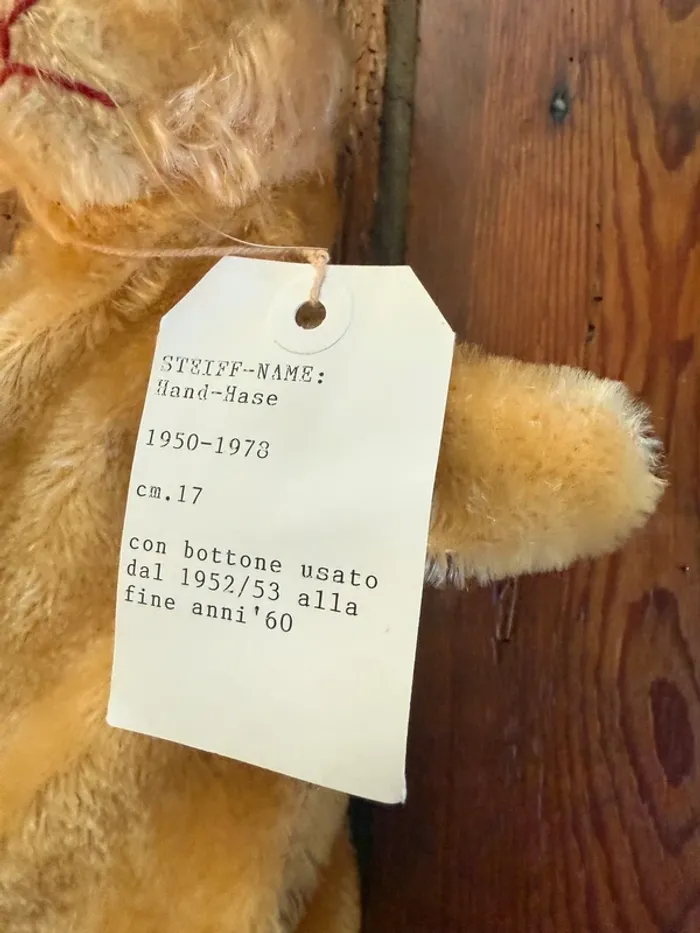 STEIFF-NAME:
Hand-Hase
1950-1978
cm.17
con bottone usato
dal 1952/53 alla
fine anni'60